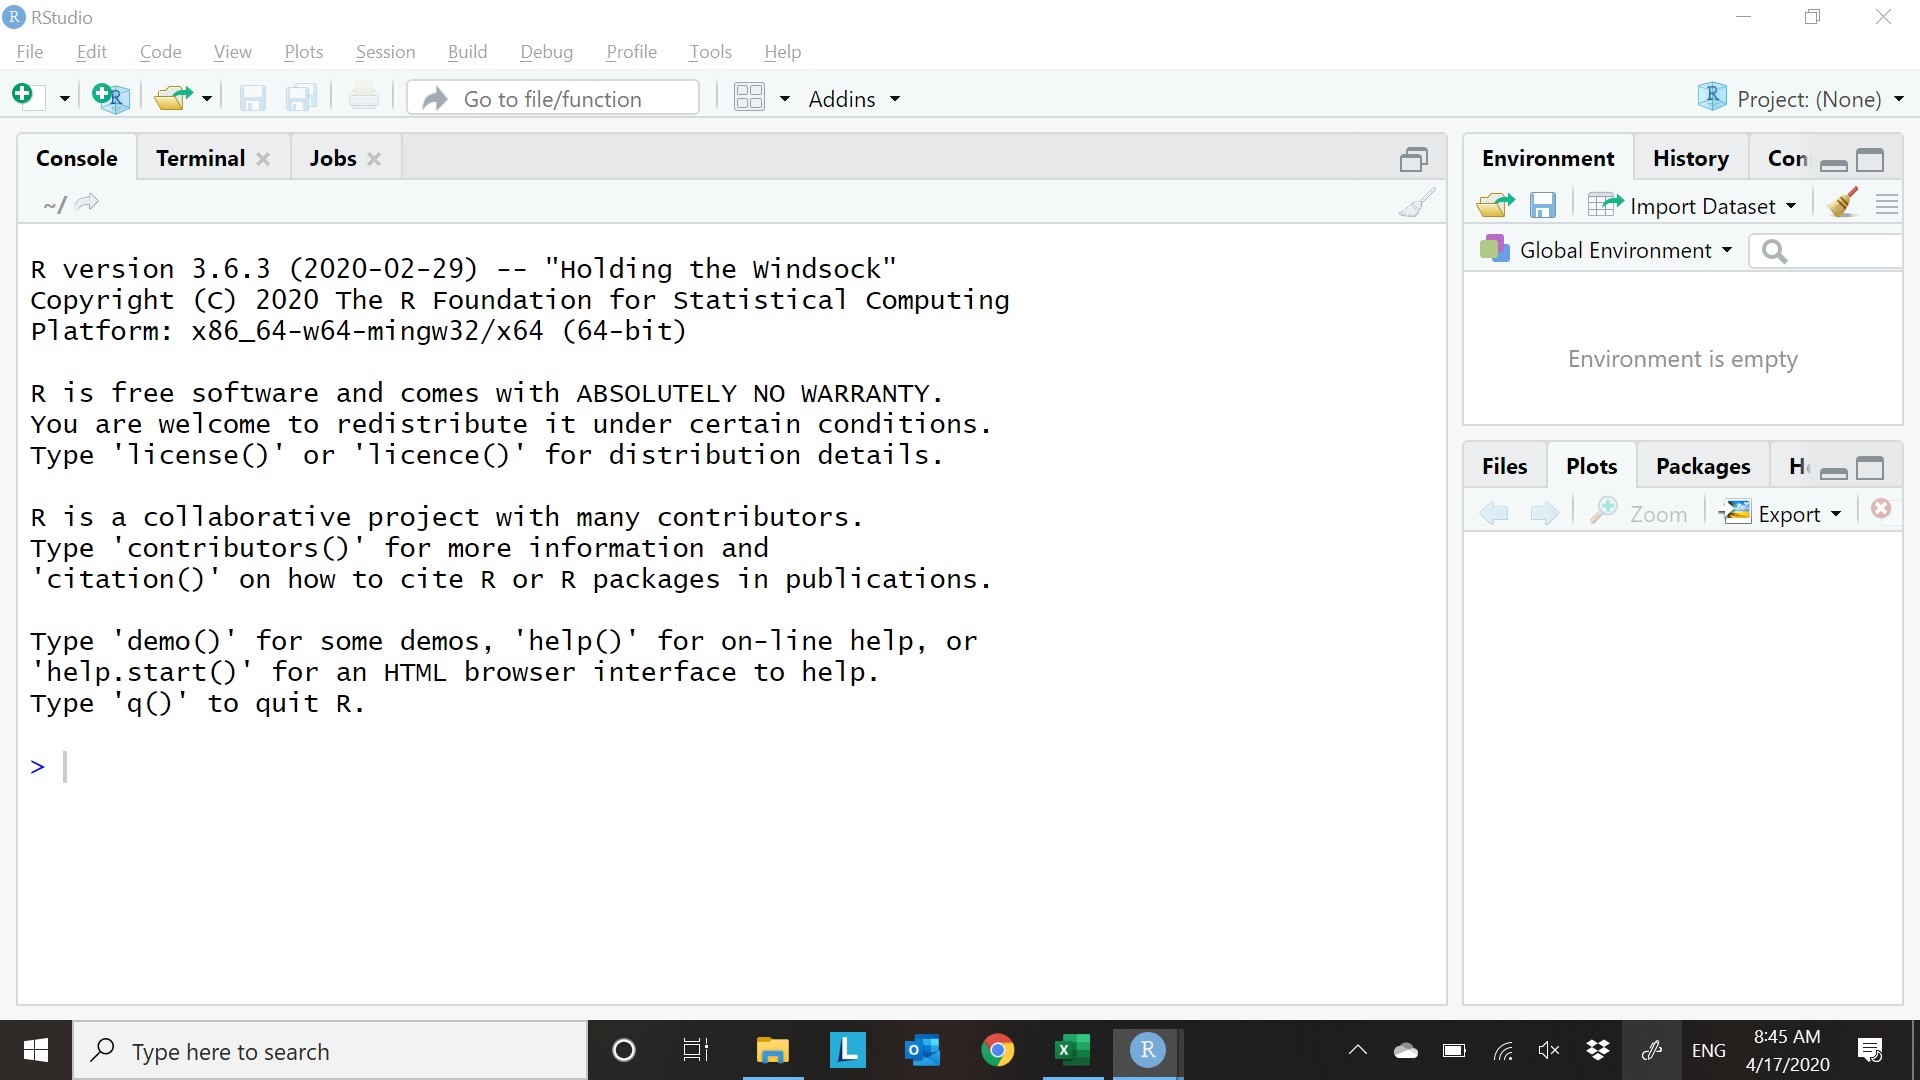 RStudio
File Edit Code View Plots Session Build Debug Profile Tools Help
Go to file/function Addins Project: (None)
Console Terminal Jobs
~/
R version 3.6.3 (2020-02-29) -- "Holding the Windsock"
Copyright (C) 2020 The R Foundation for Statistical Computing
Platform: x86_64-w64-mingw32/x64 (64-bit)
R is free software and comes with ABSOLUTELY NO WARRANTY.
You are welcome to redistribute it under certain conditions.
Type 'license()' or 'licence()' for distribution details.
R is a collaborative project with many contributors.
Type 'contributors()' for more information and
'citation()' on how to cite R or R packages in publications.
Type 'demo()' for some demos, 'help()' for on-line help, or
'help.start()' for an HTML browser interface to help.
Type 'q()' to quit R.
>
Environment History Con
Import Dataset
Global Environment
Environment is empty
Files Plots Packages H
Zoom Export
Type here to search
ENG
8:45 AM
4/17/2020